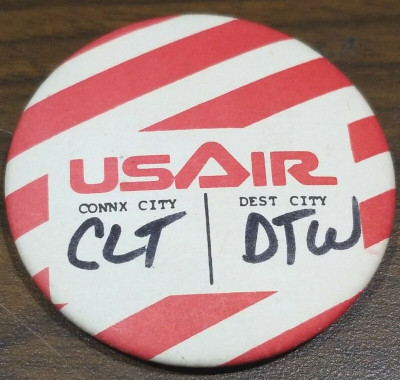 USAIR
CONNX CITY DEST CITY
CLT DTW